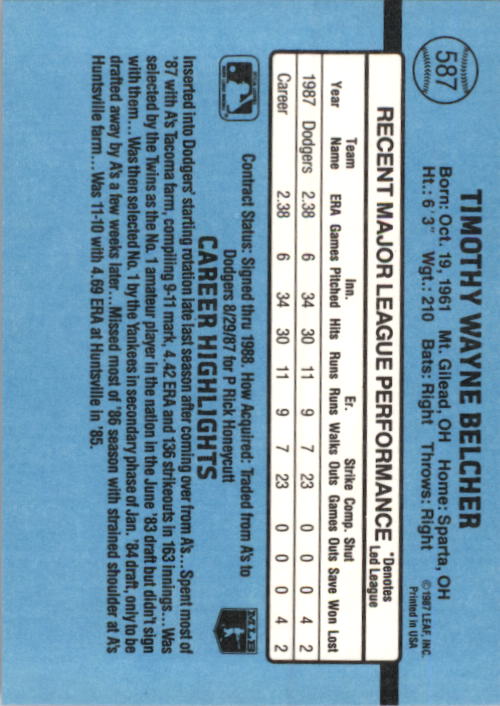 587
TIMOTHY WAYNE BELCHER
Born: Oct. 19, 1961 Mt. Gilead, OH Home: Sparta, OH
Ht.: 6' 3" Wgt.: 210 Bats: Right Throws: Right
©1987 LEAF, INC.
Printed in USA
RECENT MAJOR LEAGUE PERFORMANCE *Denotes Led League
Team Inn. Er. Strike Comp. Shut
Year Name ERA Games Pitched Hits Runs Runs Walks Outs Games Outs Save Won Lost
1987 Dodgers 2.38 6 34 30 11 9 7 23 0 0 0 4 2
Career 2.38 6 34 30 11 9 7 23 0 0 0 4 2
Contract Status: Signed thru 1988. How Acquired: Traded from A's to
Dodgers 8/29/87 for P Rick Honeycutt
MLB
CAREER HIGHLIGHTS
Inserted into Dodgers' starting rotation late last season after coming over from A's...Spent most of
'87 with A's Tacoma farm, compiling 9-11 mark, 4.42 ERA and 136 strikeouts in 163 innings... Was
selected by the Twins as the No. 1 amateur player in the nation in the June '83 draft but didn't sign
with them... Was then selected No. 1 by the Yankees in secondary phase of Jan. '84 draft, only to be
drafted away by A's a few weeks later... Missed most of '86 season with strained shoulder at A's
Huntsville farm... Was 11-10 with 4.69 ERA at Huntsville in '85.